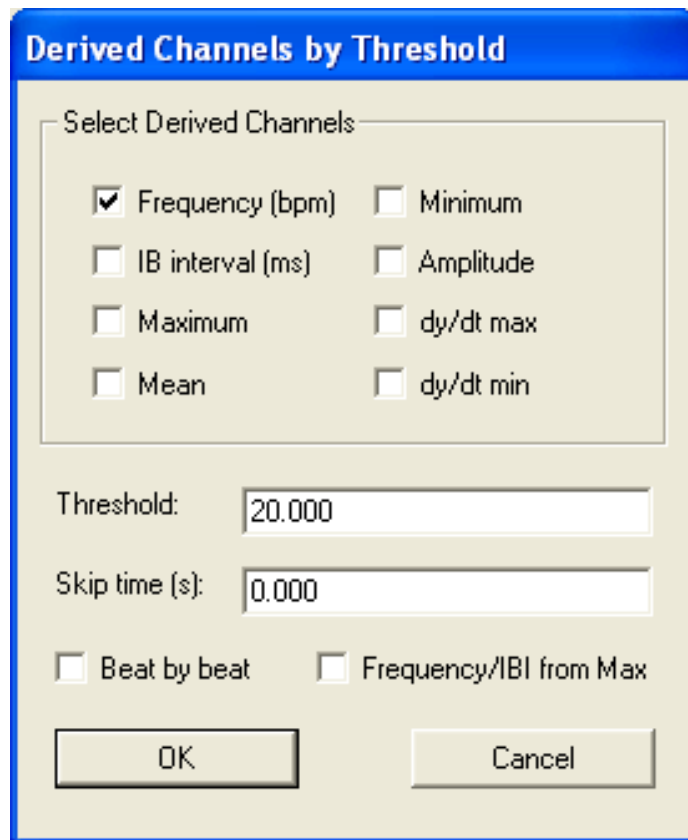 Derived Channels by Threshold
Select Derived Channels
Frequency (bpm) Minimum
IB interval (ms) Amplitude
Maximum dy/dt max
Mean dy/dt min
Threshold: 20.000
Skip time (s): 0.000
Beat by beat Frequency/IBI from Max
OK Cancel